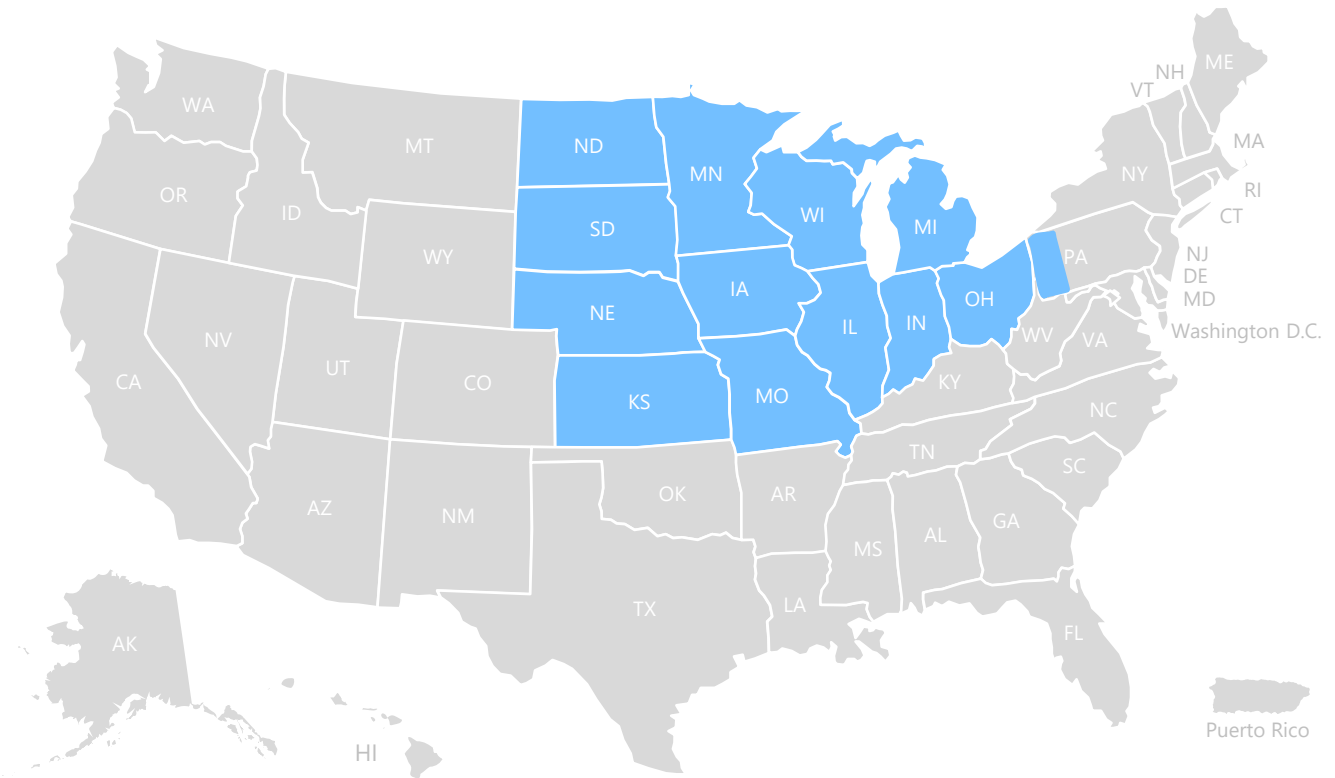 ME
NH
VT
WA
MT
ND
MN
MA
NY
OR
ID
SD
WI
MI
RI
CT
WY
PA
NJ
DE
MD
NE
IA
OH
Washington D.C.
NV
UT
CO
IL
IN
WV
VA
CA
KS
MO
KY
NC
TN
SC
AZ
NM
OK
AR
MS
AL
GA
TX
LA
FL
AK
HI
Puerto Rico